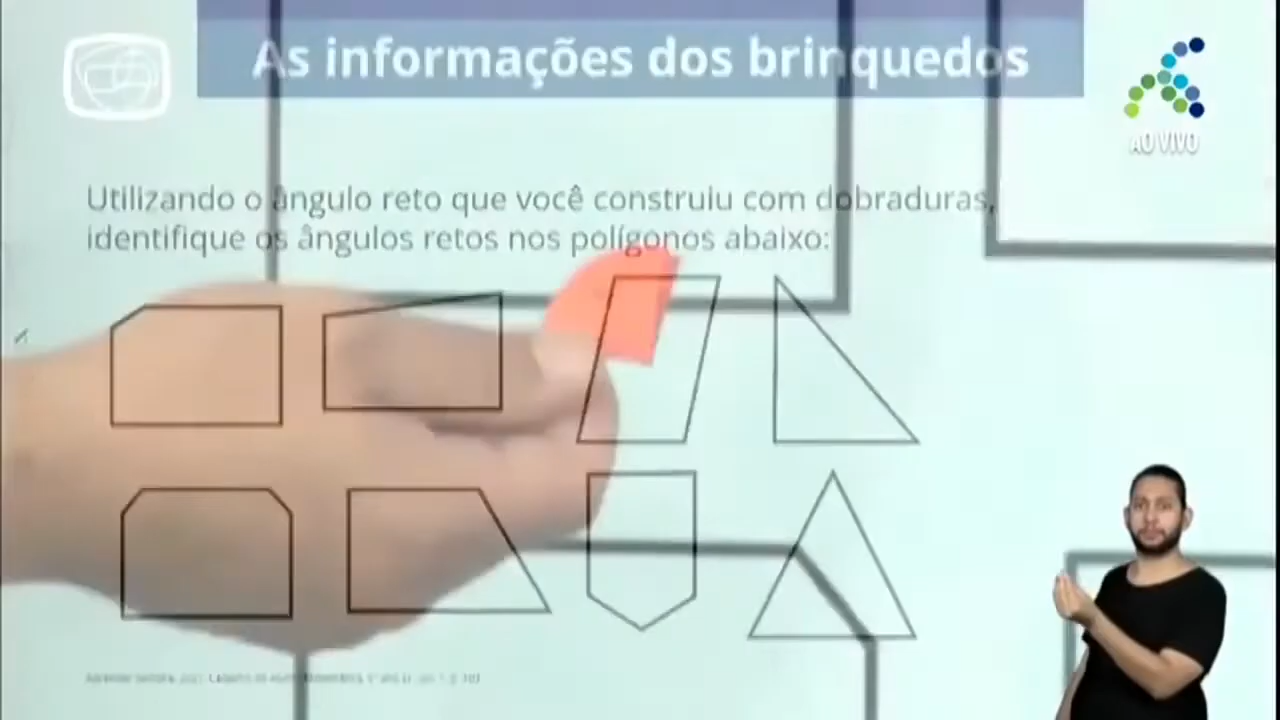 As informações dos brinquedos
AO VIVO
Utilizando o ângulo reto que você construiu com dobraduras,
identifique os ângulos retos nos polígonos abaixo: